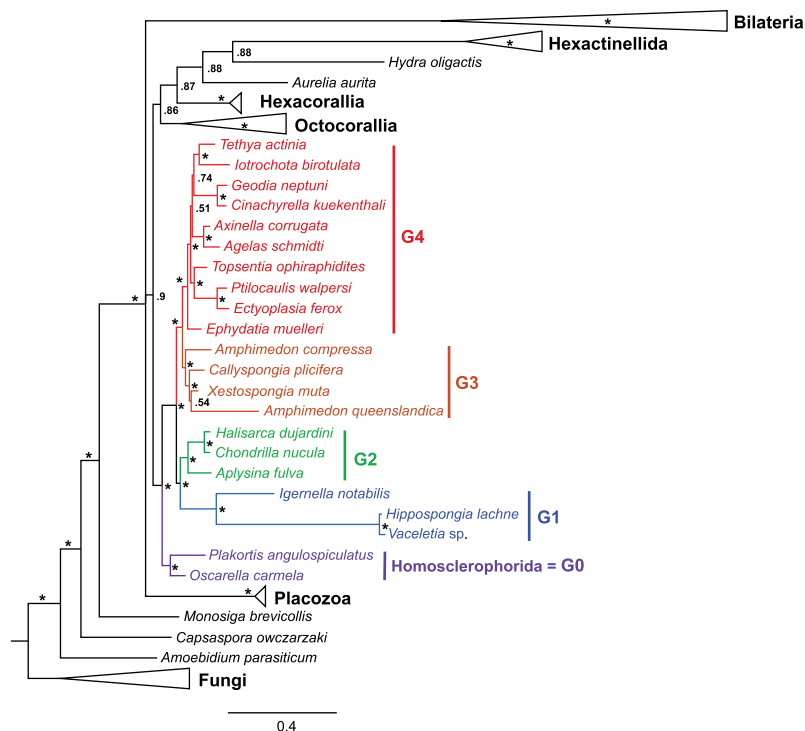 * Bilateria
* Hexactinellida
.88
Hydra oligactis
.88
Aurelia aurita
.87
* Hexacorallia
.86
* Octocorallia
Tethya actinia
*
Iotrochota birotulata
.74
Geodia neptuni
*
Cinachyrella kuekenthali
.51
G4
Axinella corrugata
*
Agelas schmidti
*
Topsentia ophiraphidites
*
*
Ptilocaulis walpersi
*
Ectyoplasia ferox
*
.9
*
Ephydatia muelleri
Amphimedon compressa
*
Callyspongia plicifera
G3
*
Xestospongia muta
.54
*
Amphimedon queenslandica
Halisarca dujardini
*
Chondrilla nucula
*
G2
*
Aplysina fulva
*
*
Igernella notabilis
*
Hippospongia lachne
G1
*
Vaceletia sp.
Plakortis angulospiculatus
*
Homosclerophorida = G0
Oscarella carmela
* Placozoa
*
Monosiga brevicollis
*
Capsaspora owczarzaki
Amoebidium parasiticum
Fungi
0.4